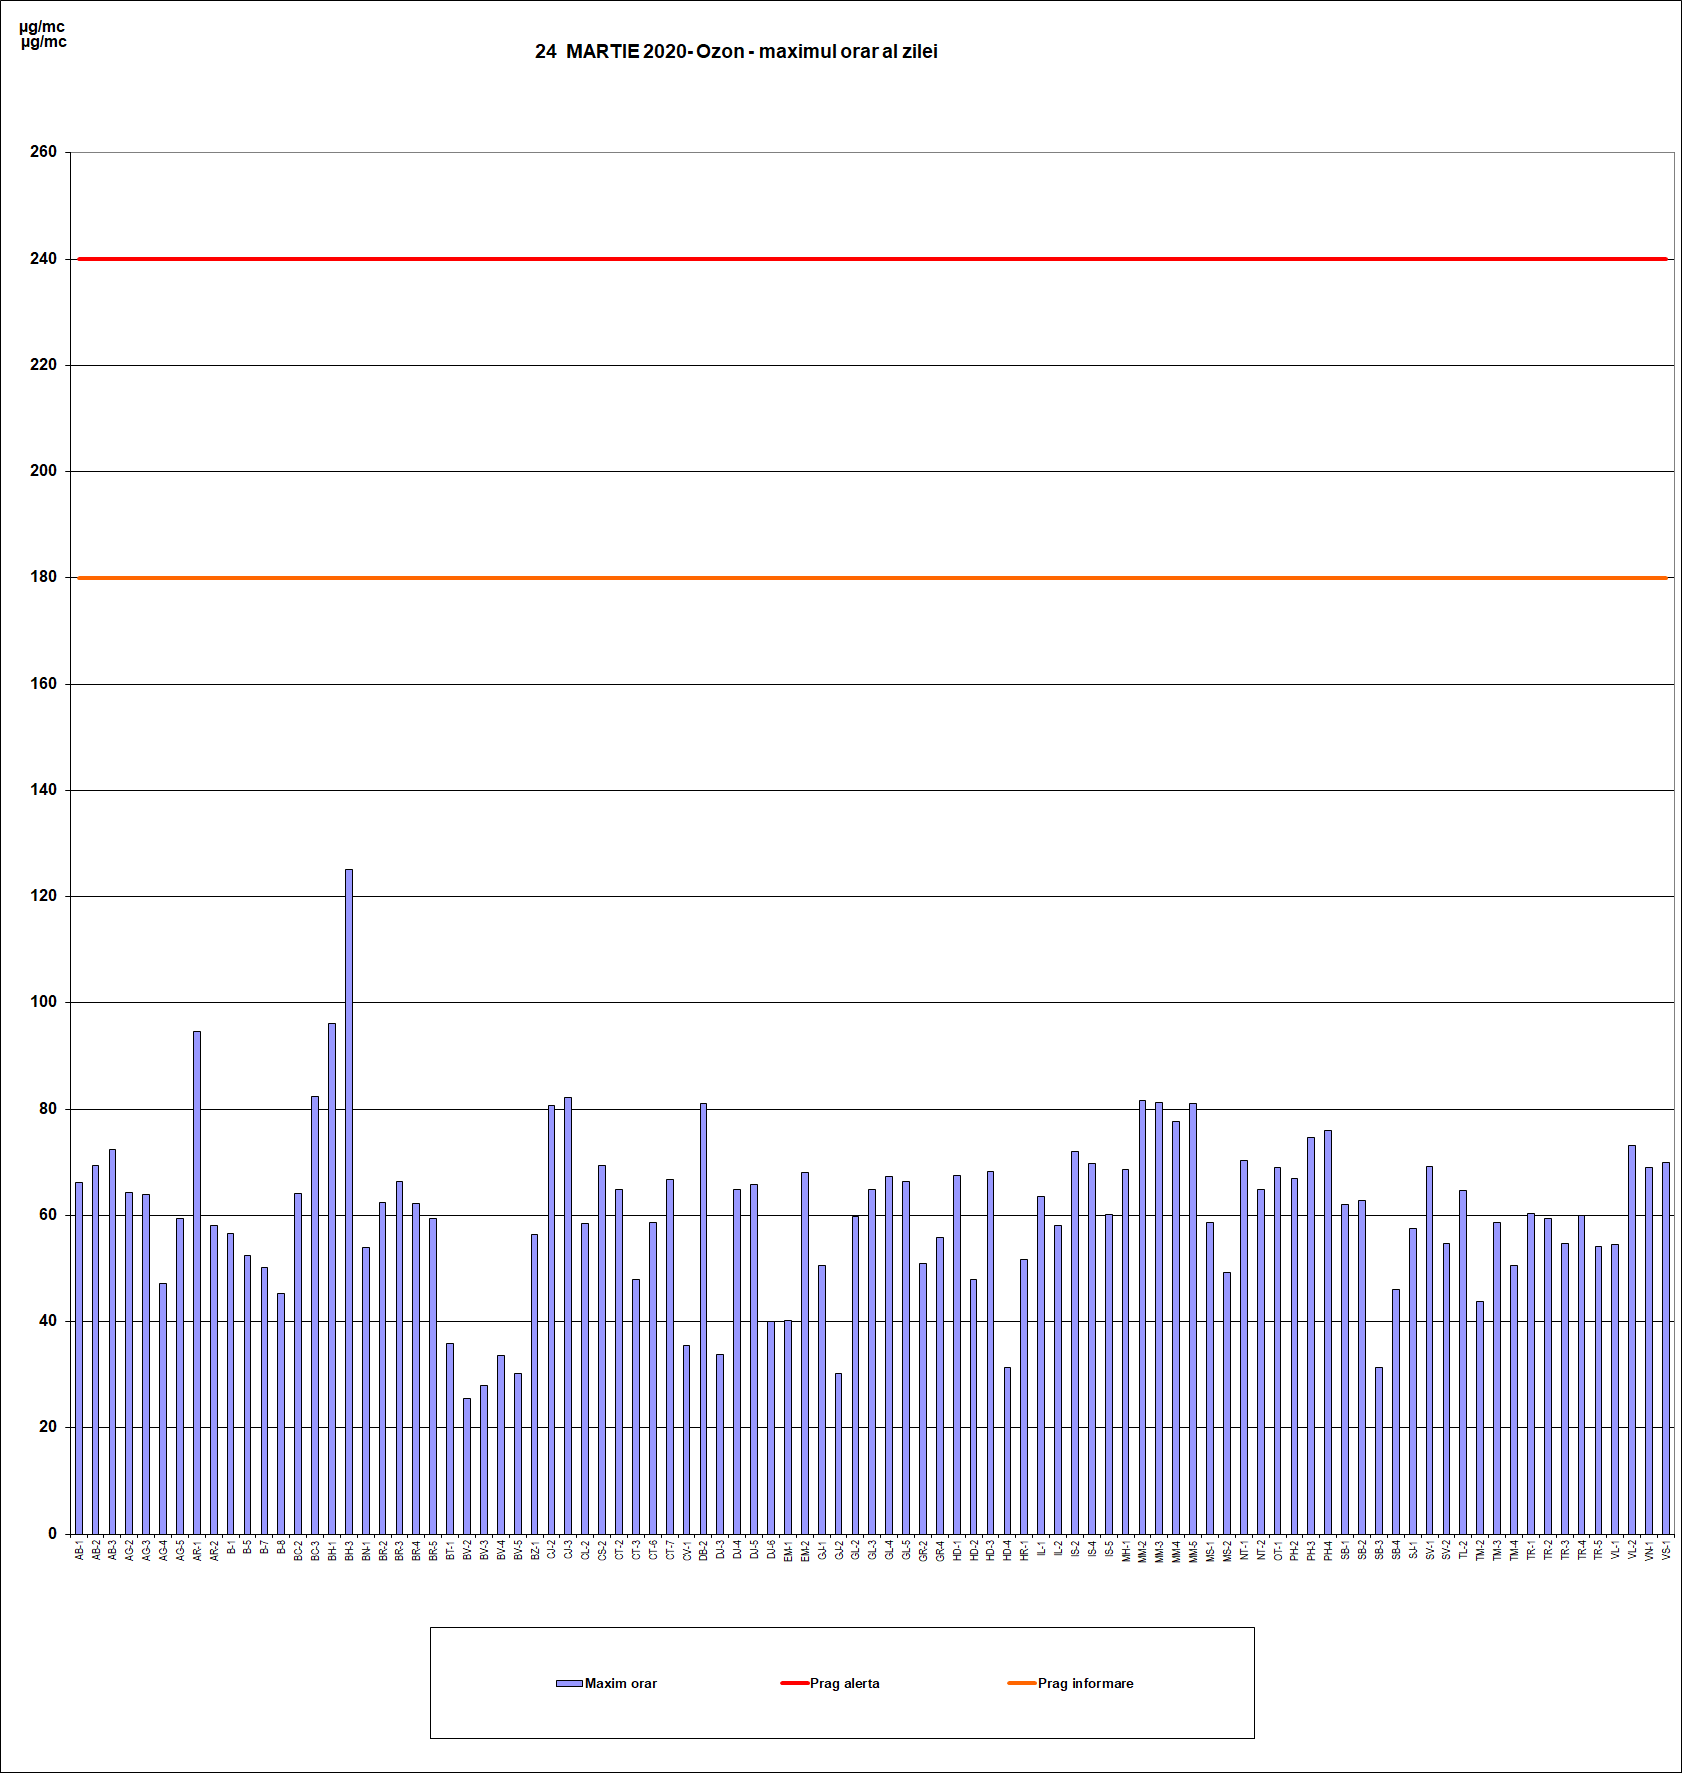 µg/mc
µg/mc
24 MARTIE 2020- Ozon - maximul orar al zilei
260
240
220
200
180
160
140
120
100
80
60
40
20
0
AB-1 AB-2 AB-3 AG-2 AG-3 AG-4 AG-5 AR-1 AR-2 B-1 B-5 B-7 B-8 BC-2 BC-3 BH-1 BH-3 BN-1 BR-2 BR-3 BR-4 BR-5 BT-1 BV-2 BV-3 BV-4 BV-5 BZ-1 CJ-2 CJ-3 CL-2 CS-2 CT-2 CT-3 CT-6 CT-7 CV-1 DB-2 DJ-3 DJ-4 DJ-5 DJ-6 EM-1 EM-2 GJ-1 GJ-2 GL-2 GL-3 GL-4 GL-5 GR-2 GR-4 HD-1 HD-2 HD-3 HD-4 HR-1 IL-1 IL-2 IS-2 IS-4 IS-5 MH-1 MM-2 MM-3 MM-4 MM-5 MS-1 MS-2 NT-1 NT-2 OT-1 PH-2 PH-3 PH-4 SB-1 SB-2 SB-3 SB-4 SJ-1 SV-1 SV-2 TL-2 TM-2 TM-3 TM-4 TR-1 TR-2 TR-3 TR-4 TR-5 VL-1 VL-2 VN-1 VS-1
Maxim orar Prag alerta Prag informare